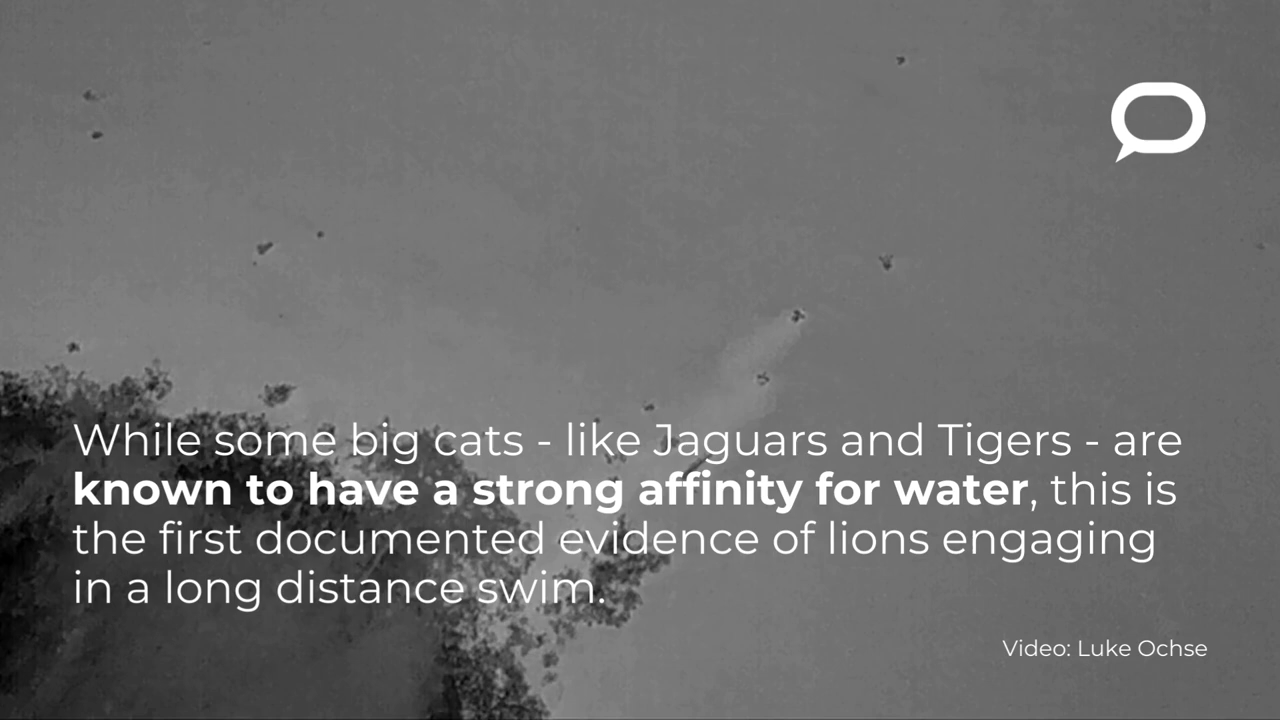 While some big cats - like Jaguars and Tigers - are
known to have a strong affinity for water, this is
the first documented evidence of lions engaging
in a long distance swim.
Video: Luke Ochse